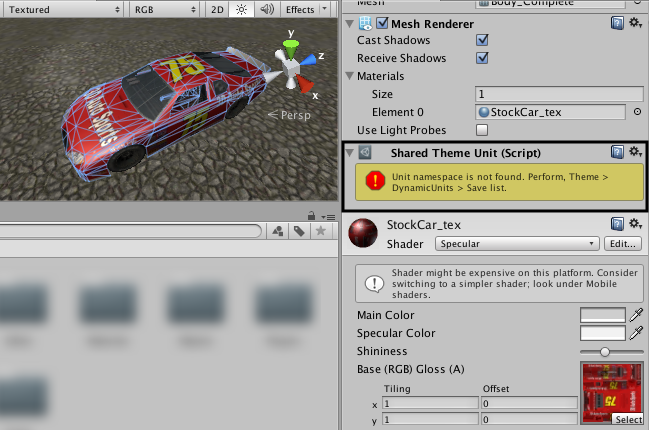 Textured
RGB
2D
Effects
Mesh
Body_Complete
Mesh Renderer
Cast Shadows
Receive Shadows
Materials
Size 1
Element 0 StockCar_tex
Use Light Probes
y
z
x
Persp
75
Shared Theme Unit (Script)
Unit namespace is not found. Perform, Theme >
DynamicUnits > Save list.
StockCar_tex
Shader Specular Edit...
Shader might be expensive on this platform. Consider
switching to a simpler shader; look under Mobile
shaders.
Main Color
Specular Color
Shininess
Base (RGB) Gloss (A)
Tiling Offset
x 1 0
y 1 0
75
Select